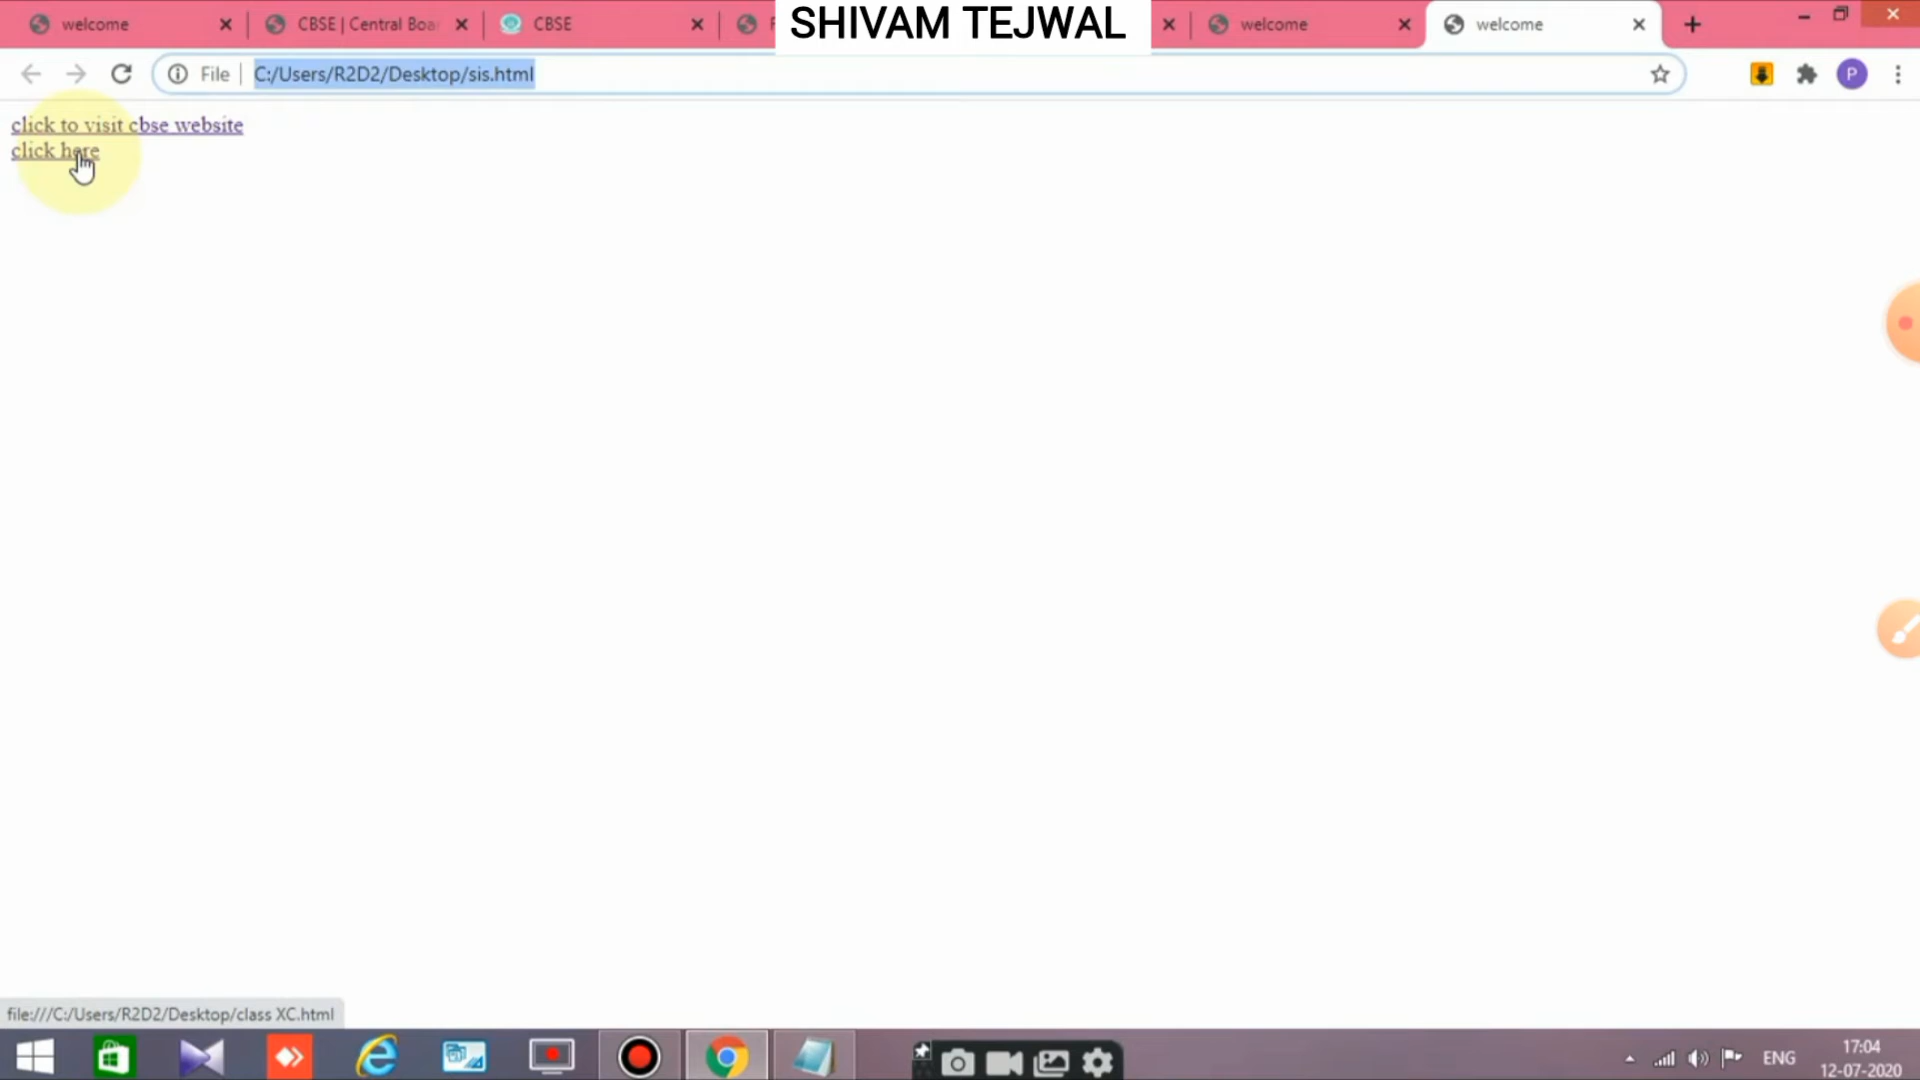 welcome
CBSE | Central Boar
CBSE
SHIVAM TEJWAL
welcome
welcome
File
C:/Users/R2D2/Desktop/sis.html
P
click to visit cbse website
click here
file:///C:/Users/R2D2/Desktop/class XC.html
ENG
17:04
12-07-2020